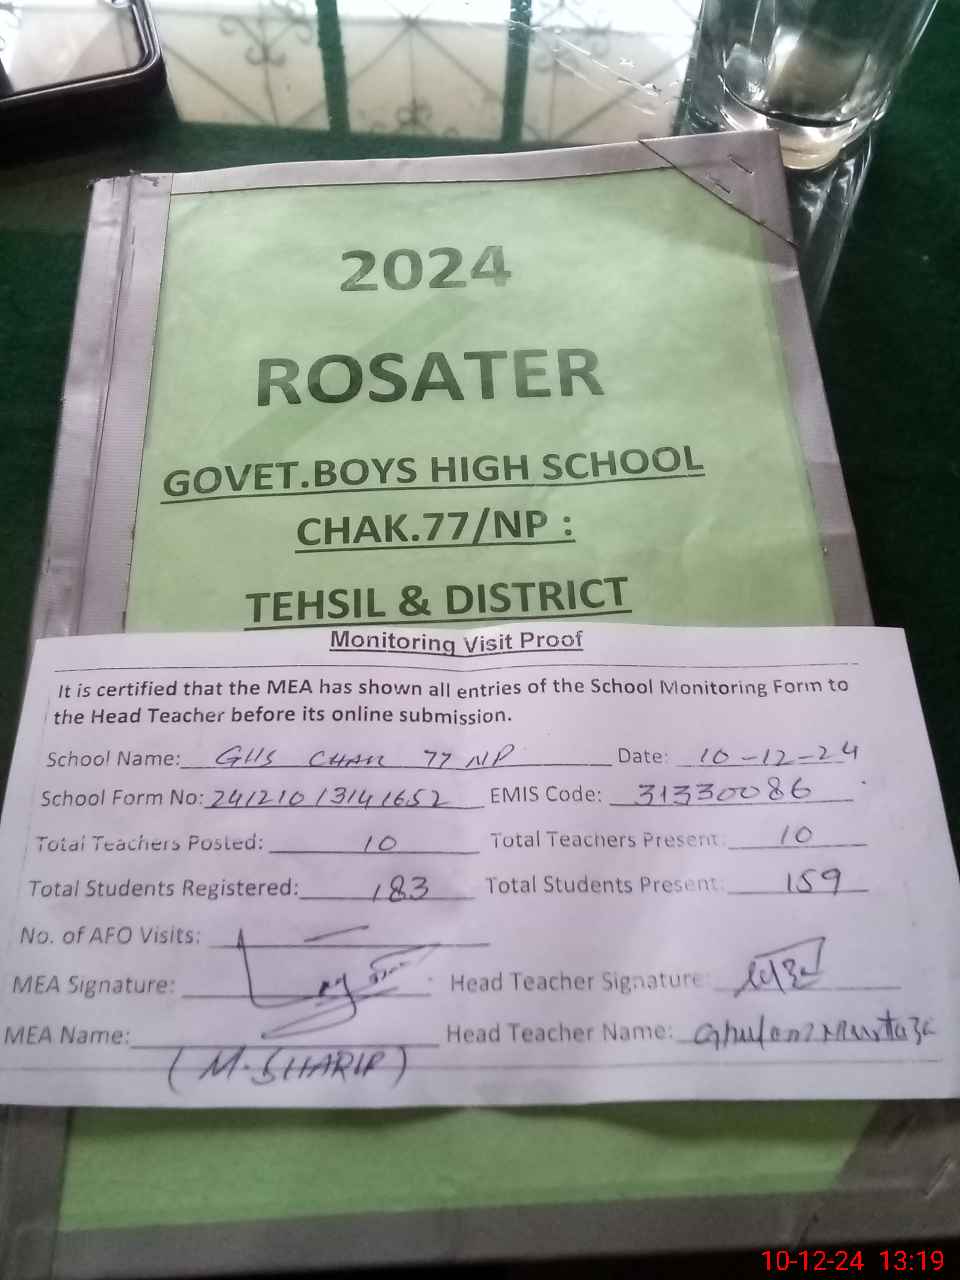 2024
ROSATER
GOVET.BOYS HIGH SCHOOL
CHAK.77/NP :
TEHSIL & DISTRICT
Monitoring Visit Proof
It is certified that the MEA has shown all entries of the School Monitoring Form to
the Head Teacher before its online submission.
School Name: GHS CHAK 77 NP Date: 10-12-24
School Form No: 24121013141652 EMIS Code: 31330086
Total Teachers Posted: 10 Total Teachers Present: 10
Total Students Registered: 183 Total Students Present: 159
No. of AFO Visits: —
MEA Signature: Head Teacher Signature:
MEA Name: Head Teacher Name: Ghulam Mustaza
(M. SHARIF)
10-12-24 13:19